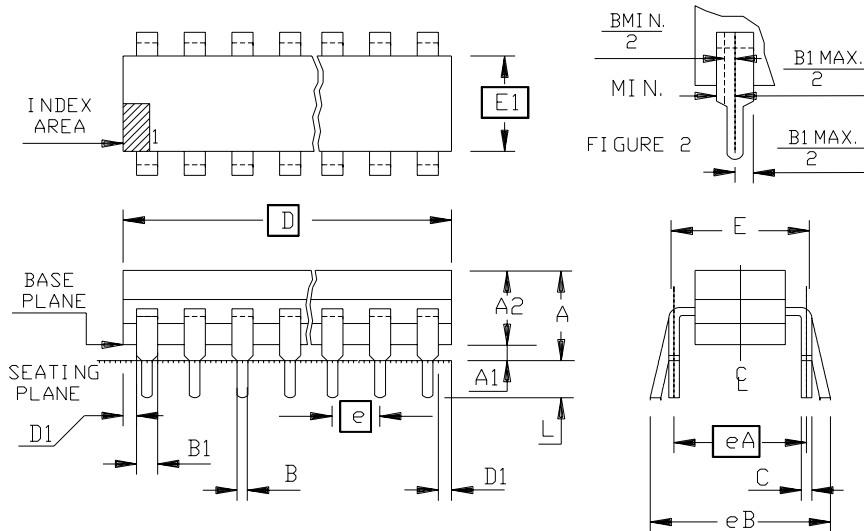 INDEX
AREA
1
E1
BMIN.
2
MIN.
FIGURE 2
B1 MAX.
2
B1 MAX.
2
D
BASE
PLANE
SEATING
PLANE
A2
A
A1
L
e
D1
B1
B
D1
E
℄
eA
C
eB